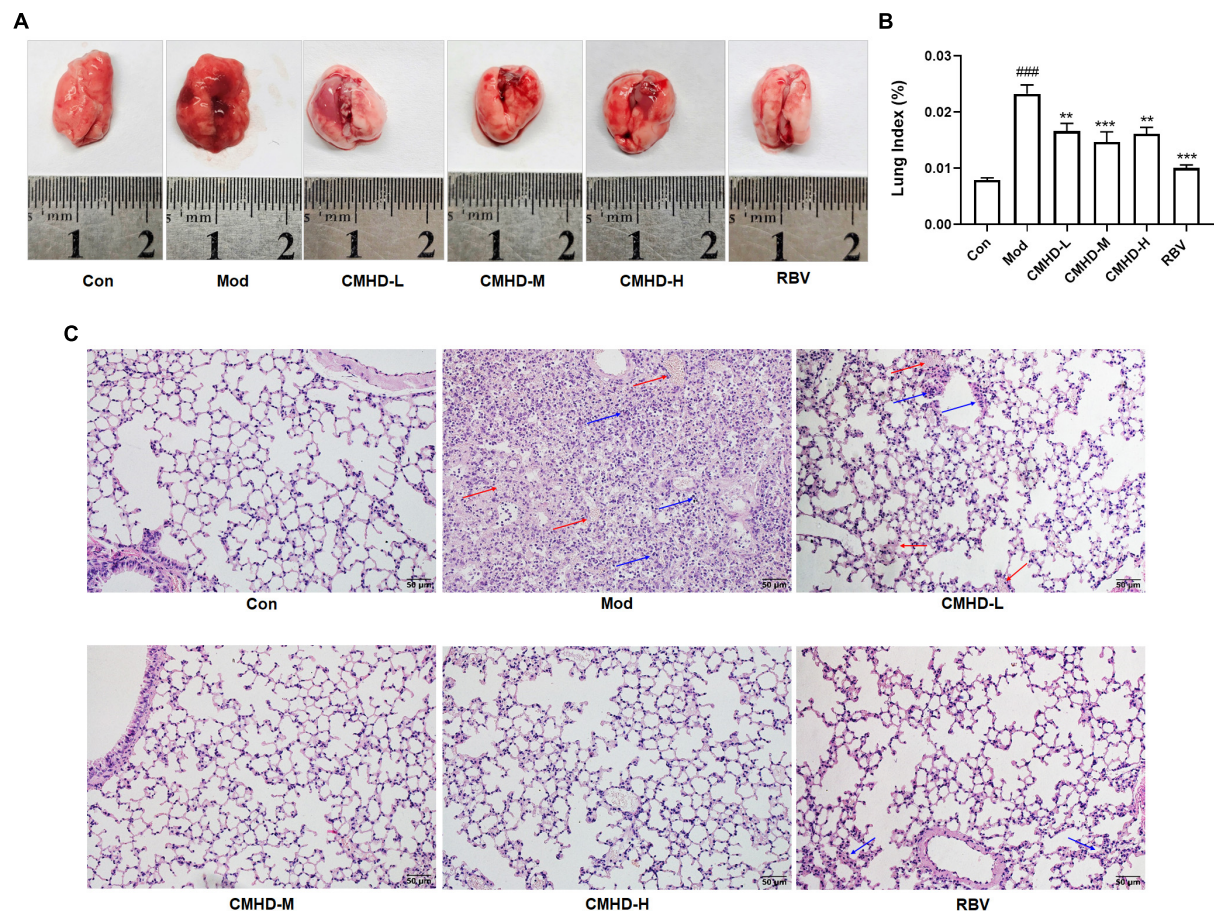 A
B
Con
Mod
CMHD-L
CMHD-M
CMHD-H
RBV
mm 1 2
mm 1 2
mm 1 2
mm 1 2
mm 1 2
mm 1 2
Lung Index (%)
0.03
0.02
0.01
0.00
###
**
***
**
***
Con
Mod
CMHD-L
CMHD-M
CMHD-H
RBV
C
50 μm
50 μm
50 μm
Con
Mod
CMHD-L
50 μm
50 μm
50 μm
CMHD-M
CMHD-H
RBV